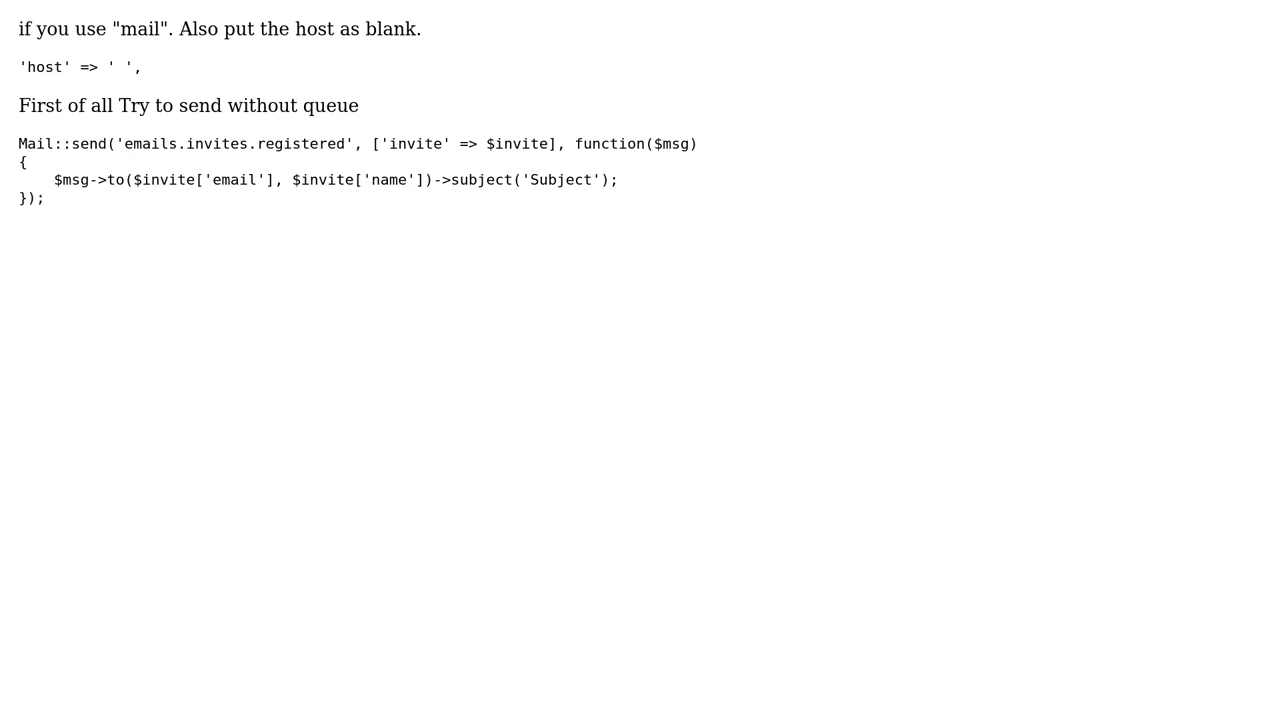 if you use "mail". Also put the host as blank.
'host' => ' ',
First of all Try to send without queue
Mail::send('emails.invites.registered', ['invite' => $invite], function($msg)
{
    $msg->to($invite['email'], $invite['name'])->subject('Subject');
});